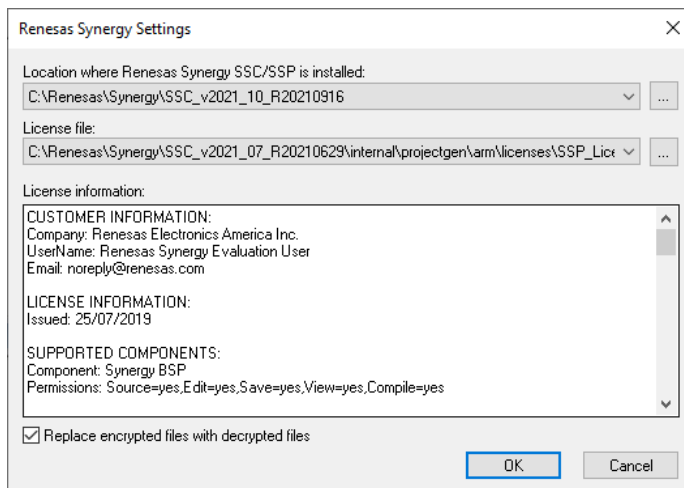 Renesas Synergy Settings
Location where Renesas Synergy SSC/SSP is installed:
C:\Renesas\Synergy\SSC_v2021_10_R20210916
...
License file:
C:\Renesas\Synergy\SSC_v2021_07_R20210629\internal\projectgen\arm\licenses\SSP_Lice
...
License information:
CUSTOMER INFORMATION:
Company: Renesas Electronics America Inc.
UserName: Renesas Synergy Evaluation User
Email: noreply@renesas.com
LICENSE INFORMATION:
Issued: 25/07/2019
SUPPORTED COMPONENTS:
Component: Synergy BSP
Permissions: Source=yes,Edit=yes,Save=yes,View=yes,Compile=yes
Replace encrypted files with decrypted files
OK
Cancel